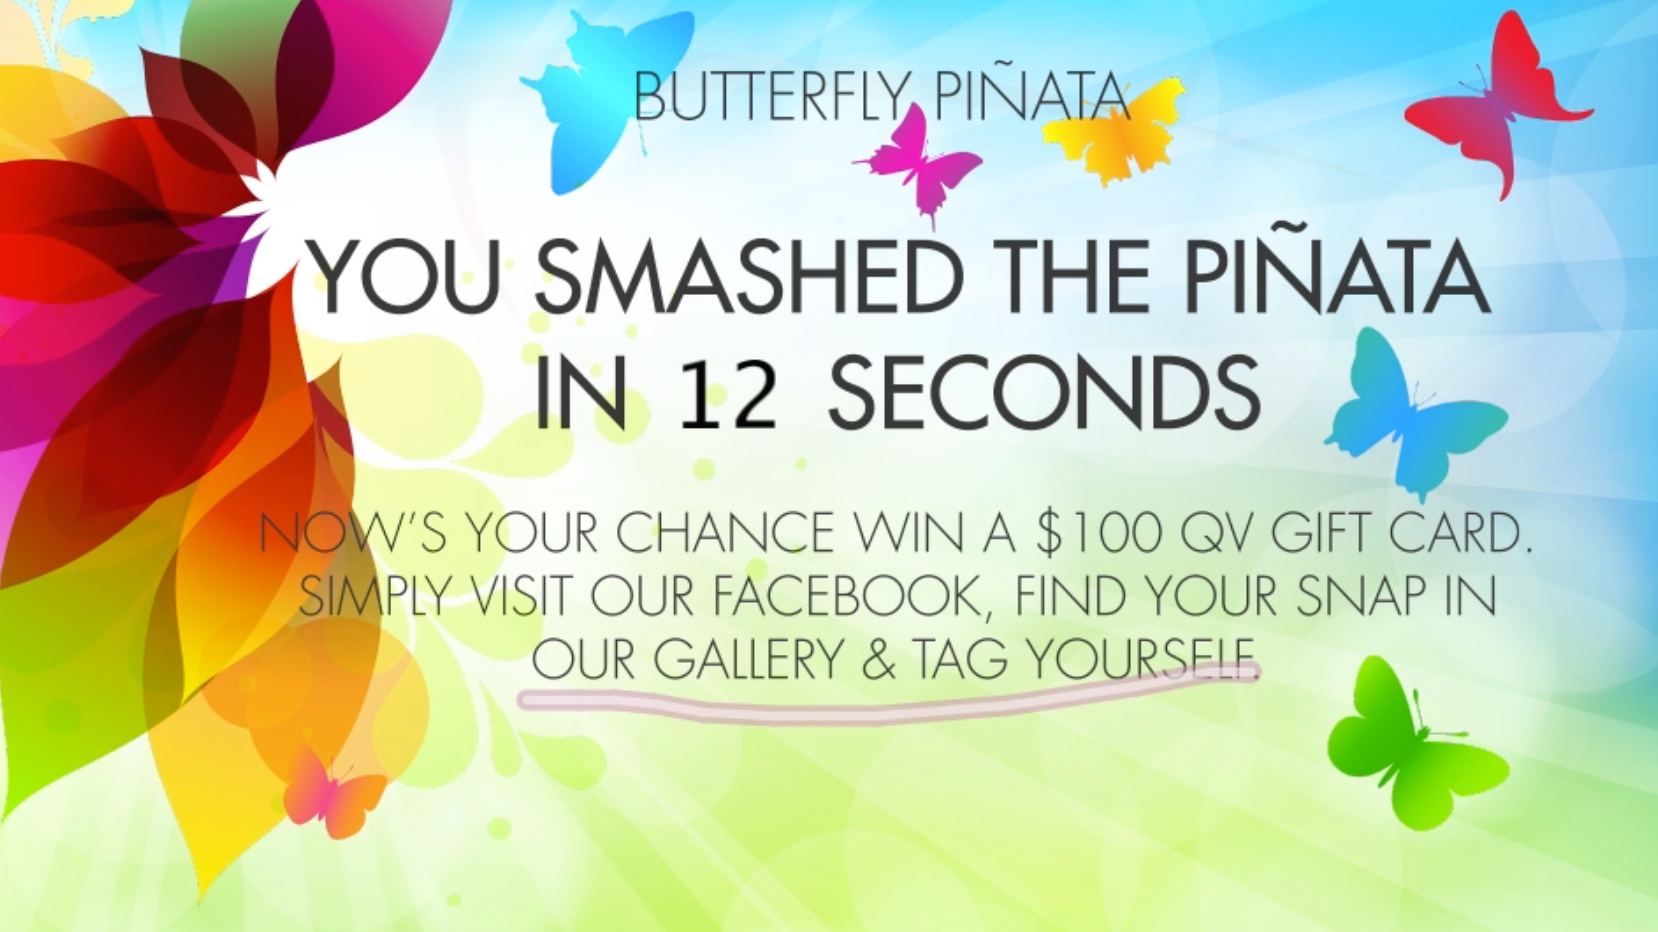 BUTTERFLY PIÑATA
YOU SMASHED THE PIÑATA
IN 12 SECONDS
NOW'S YOUR CHANCE WIN A $100 QV GIFT CARD.
SIMPLY VISIT OUR FACEBOOK, FIND YOUR SNAP IN
OUR GALLERY & TAG YOURSELF.